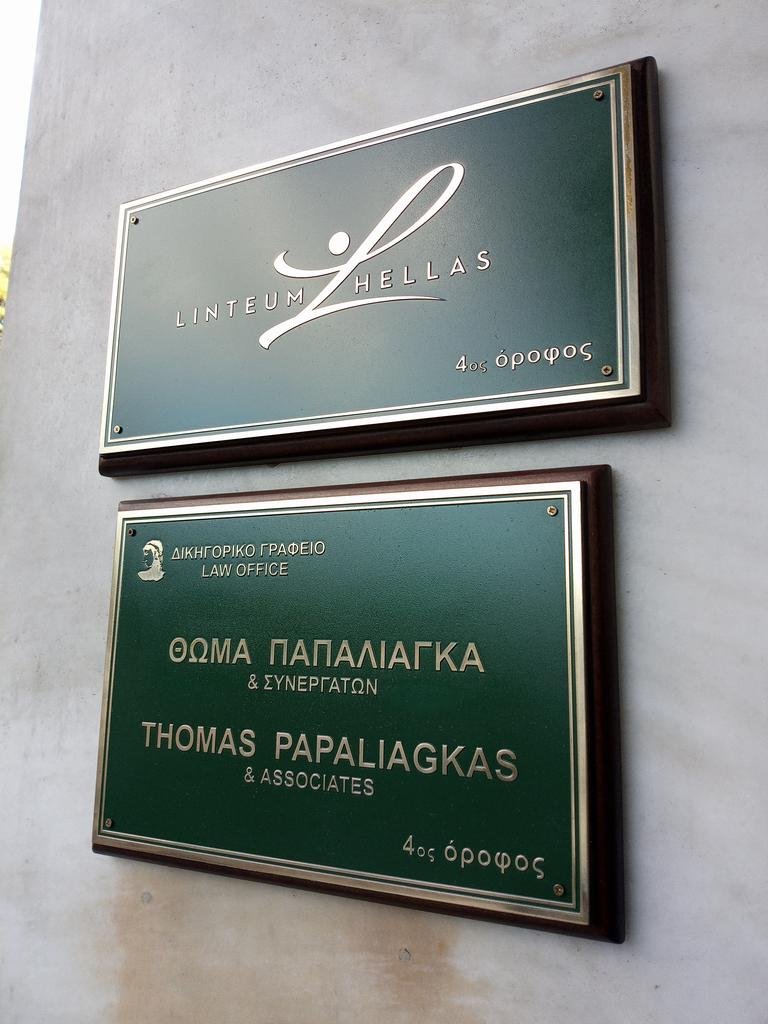 LINTEUM HELLAS
4ος όροφος
ΔΙΚΗΓΟΡΙΚΟ ΓΡΑΦΕΙΟ
LAW OFFICE
ΘΩΜΑ ΠΑΠΑΛΙΑΓΚΑ
& ΣΥΝΕΡΓΑΤΩΝ
THOMAS PAPALIAGKAS
& ASSOCIATES
4ος όροφος